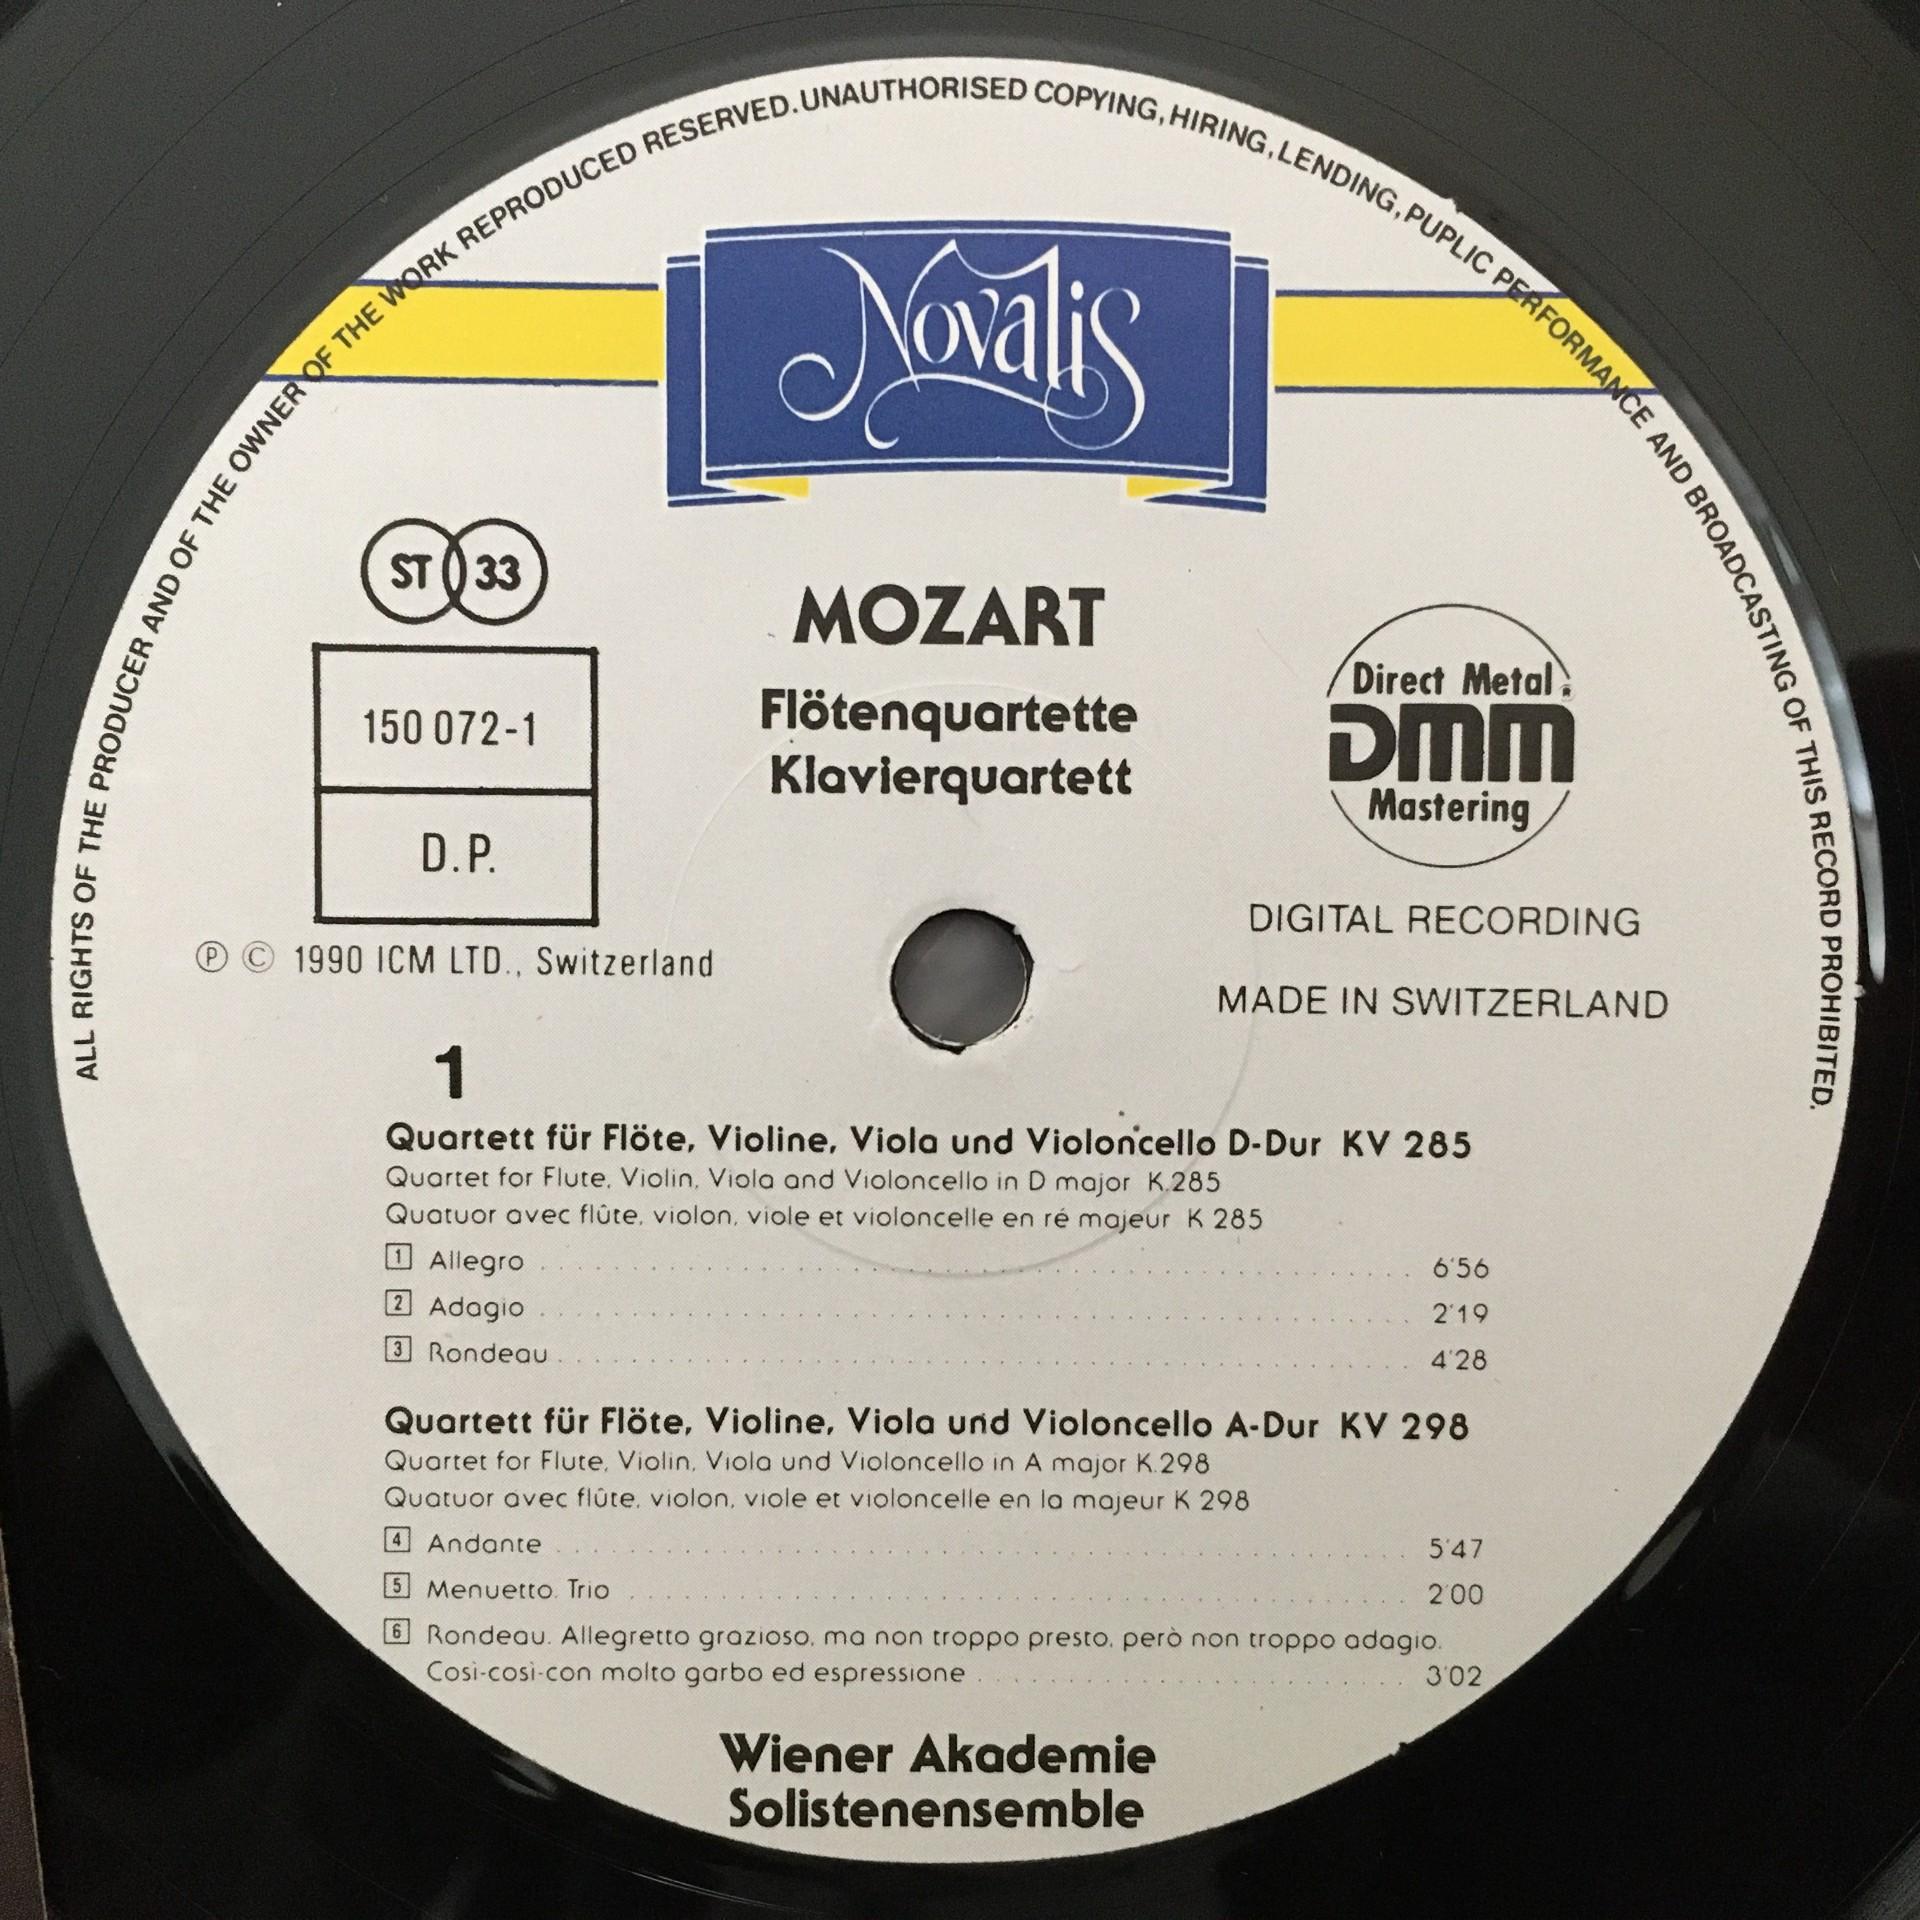 ALL RIGHTS OF THE PRODUCER AND OF THE OWNER OF THE WORK REPRODUCED RESERVED. UNAUTHORISED COPYING, HIRING, LENDING, PUPLIC PERFORMANCE AND BROADCASTING OF THIS RECORD PROHIBITED.
Novalis
ST 33
150 072-1
D.P.
Ⓟ © 1990 ICM LTD., Switzerland
MOZART
Flötenquartette
Klavierquartett
Direct Metal
DMM
Mastering
DIGITAL RECORDING
MADE IN SWITZERLAND
1
Quartett für Flöte, Violine, Viola und Violoncello D-Dur KV 285
Quartet for Flute, Violin, Viola and Violoncello in D major K.285
Quatuor avec flûte, violon, viole et violoncelle en ré majeur K 285
1 Allegro 6'56
2 Adagio 2'19
3 Rondeau 4'28
Quartett für Flöte, Violine, Viola und Violoncello A-Dur KV 298
Quartet for Flute, Violin, Viola und Violoncello in A major K.298
Quatuor avec flûte, violon, viole et violoncelle en la majeur K 298
4 Andante 5'47
5 Menuetto. Trio 2'00
6 Rondeau. Allegretto grazioso, ma non troppo presto, però non troppo adagio.
Così-così-con molto garbo ed espressione 3'02
Wiener Akademie
Solistenensemble